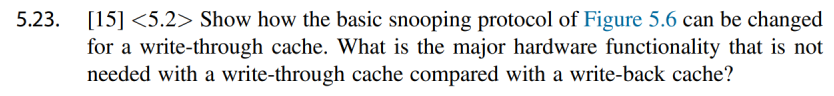 5.23. [15] <5.2> Show how the basic snooping protocol of Figure 5.6 can be changed
for a write-through cache. What is the major hardware functionality that is not
needed with a write-through cache compared with a write-back cache?